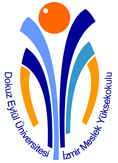 Dokuz Eylül Üniversitesi
İzmir Meslek Yüksekokulu